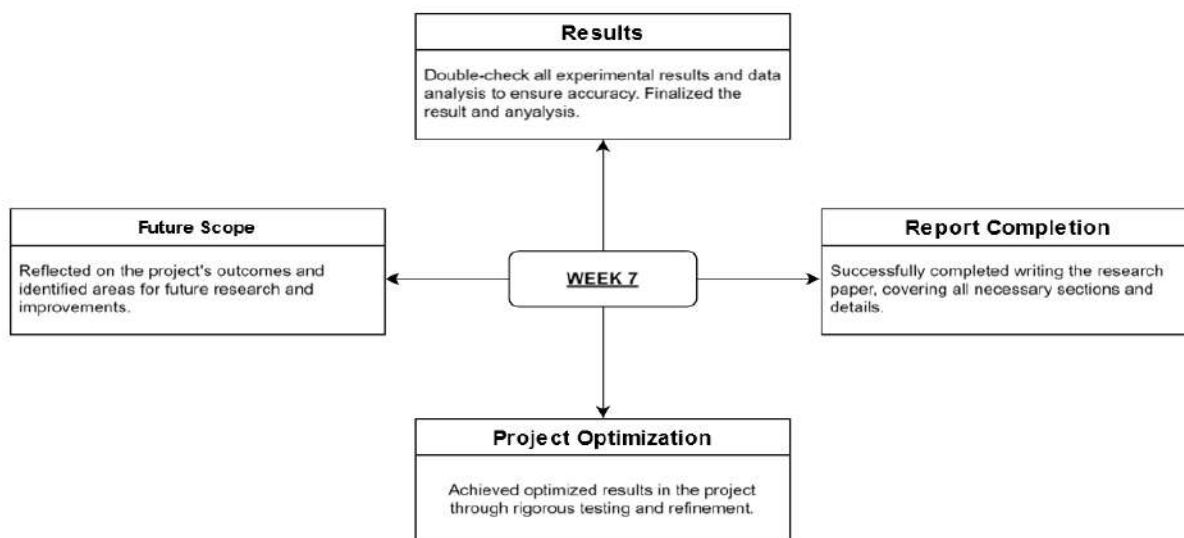 Results
Double-check all experimental results and data
analysis to ensure accuracy. Finalized the
result and anyalysis.
Future Scope
Reflected on the project's outcomes and
identified areas for future research and
improvements.
WEEK 7
Report Completion
Successfully completed writing the research
paper, covering all necessary sections and
details.
Project Optimization
Achieved optimized results in the project
through rigorous testing and refinement.